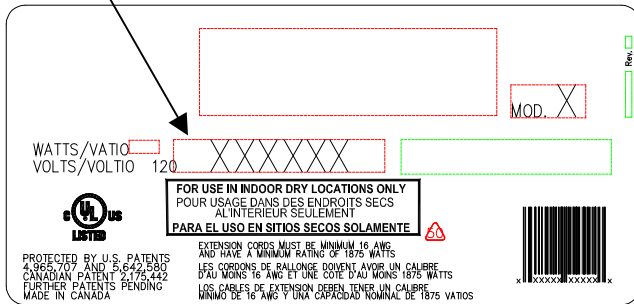 Rev.
MOD. X
WATTS/VATIO
VOLTS/VOLTIO 120 XXXXXX
FOR USE IN INDOOR DRY LOCATIONS ONLY
POUR USAGE DANS DES ENDROITS SECS
AL'INTERIEUR SEULEMENT
PARA EL USO EN SITIOS SECOS SOLAMENTE
50
C UL US
LISTED
EXTENSION CORDS MUST BE MINIMUM 16 AWG
AND HAVE A MINIMUM RATING OF 1875 WATTS
LES CORDONS DE RALLONGE DOIVENT AVOIR UN CALIBRE
D'AU MOINS 16 AWG ET UNE COTE D'AU MOINS 1875 WATTS
LOS CABLES DE EXTENSION DEBEN TENER UN CALIBRE
MINIMO DE 16 AWG Y UNA CAPACIDAD NOMINAL DE 1875 VATIOS
PROTECTED BY U.S. PATENTS
4,965,707 AND 5,642,580
CANADIAN PATENT 2,175,442
FURTHER PATENTS PENDING
MADE IN CANADA
X XXXXX XXXXX X